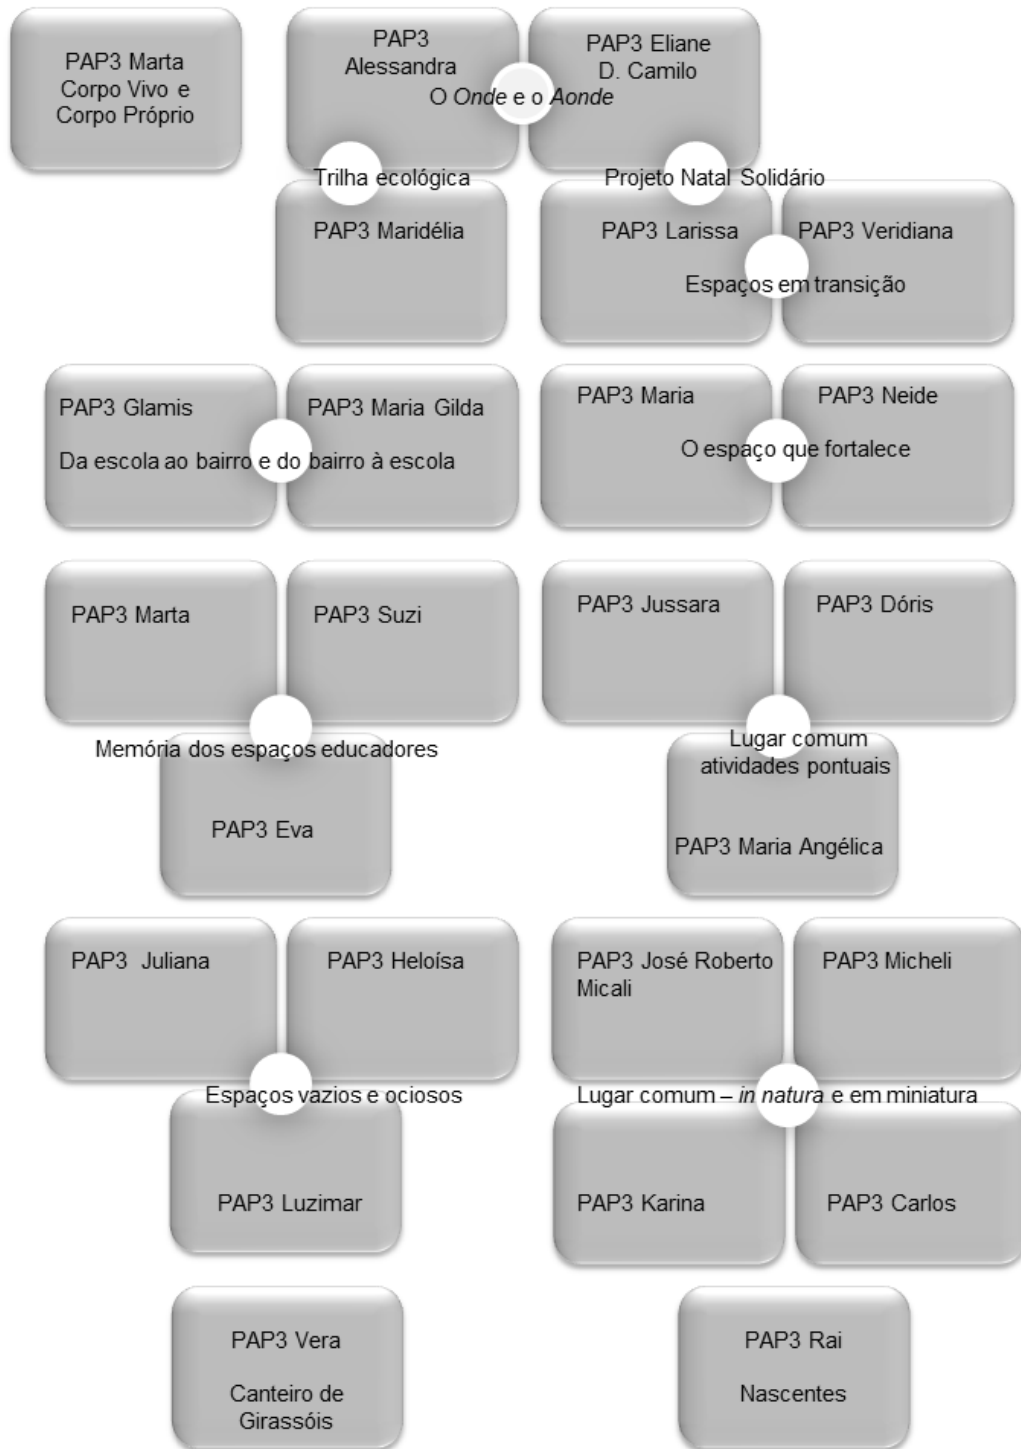 PAP3 Marta
Corpo Vivo e
Corpo Próprio
PAP3
Alessandra
PAP3 Eliane
D. Camilo
O Onde e o Aonde
Trilha ecológica
Projeto Natal Solidário
PAP3 Maridélia
PAP3 Larissa
PAP3 Veridiana
Espaços em transição
PAP3 Glamis
PAP3 Maria Gilda
Da escola ao bairro e do bairro à escola
PAP3 Maria
PAP3 Neide
O espaço que fortalece
PAP3 Marta
PAP3 Suzi
Memória dos espaços educadores
PAP3 Eva
PAP3 Jussara
PAP3 Dóris
Lugar comum
atividades pontuais
PAP3 Maria Angélica
PAP3 Juliana
PAP3 Heloísa
Espaços vazios e ociosos
PAP3 Luzimar
PAP3 José Roberto
Micali
PAP3 Micheli
Lugar comum – in natura e em miniatura
PAP3 Karina
PAP3 Carlos
PAP3 Vera
Canteiro de
Girassóis
PAP3 Rai
Nascentes